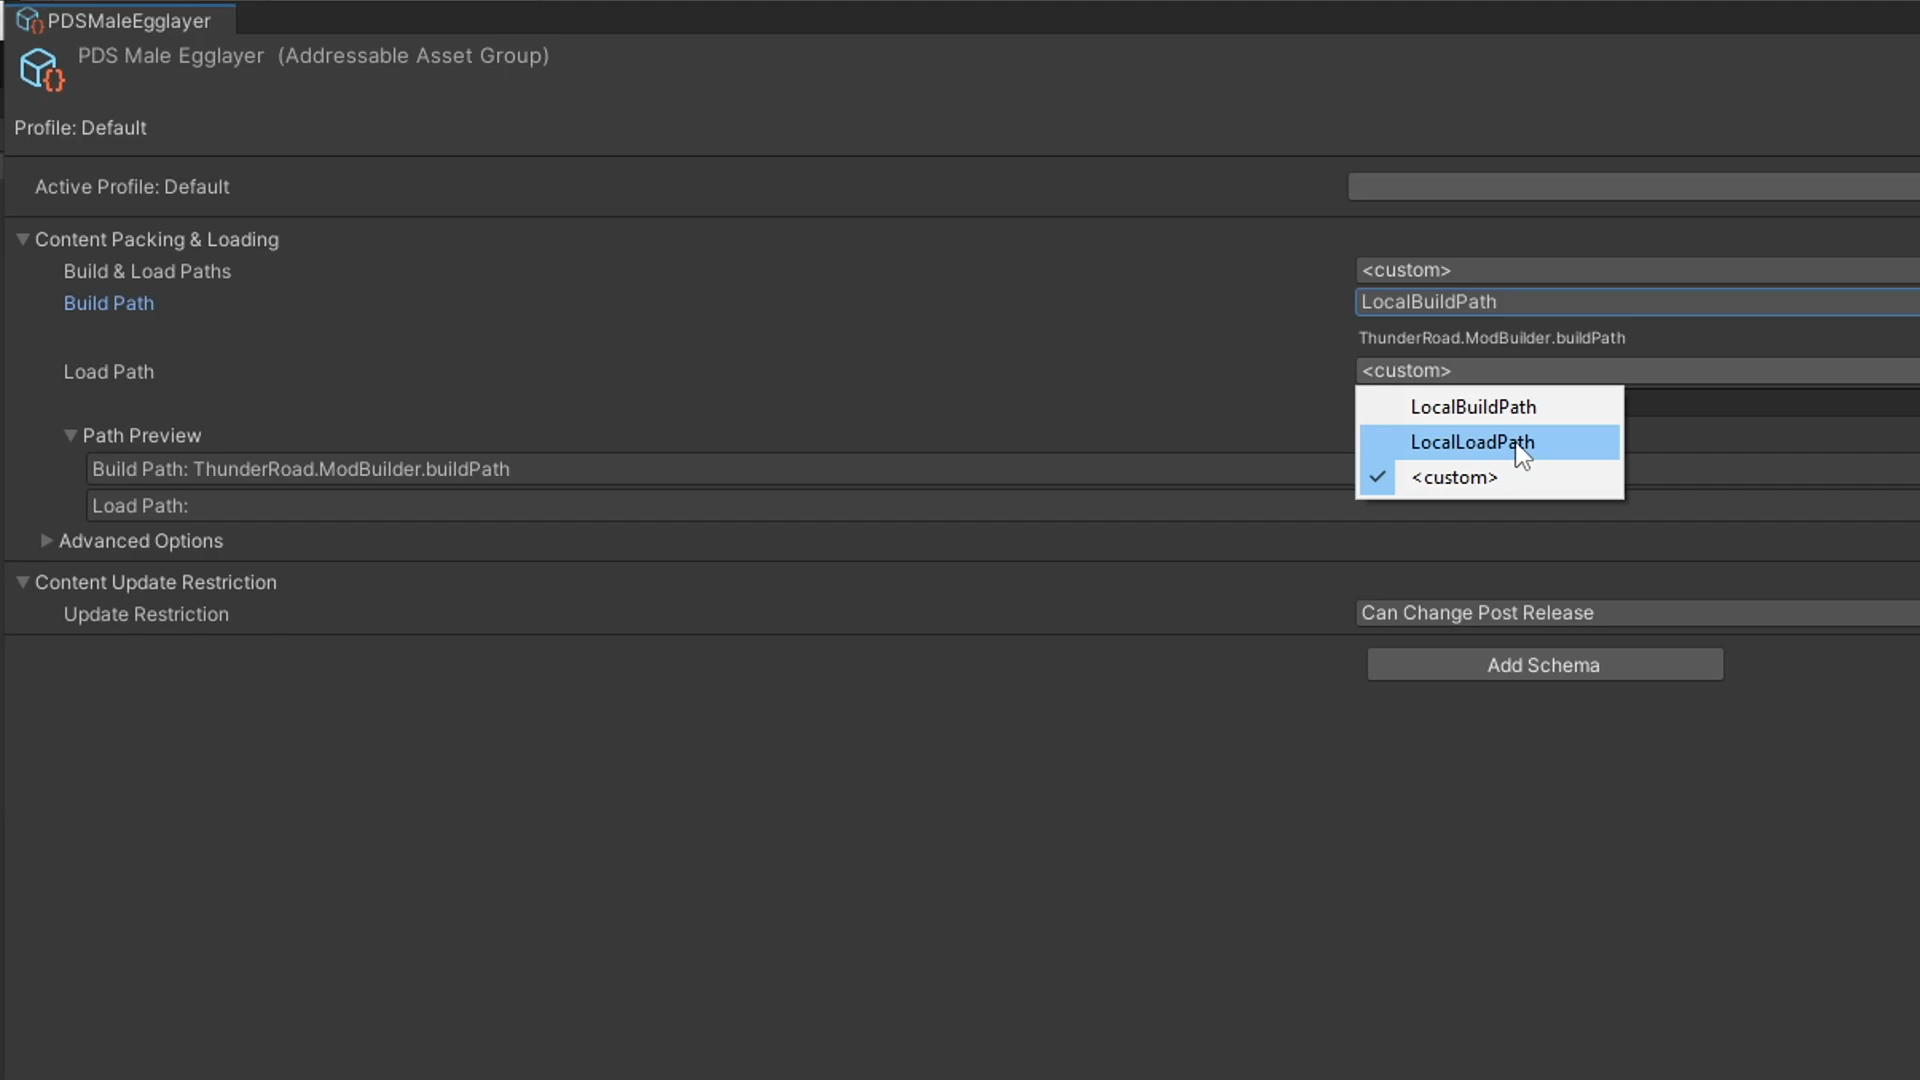 PDSMaleEgglayer
PDS Male Egglayer (Addressable Asset Group)
Profile: Default
Active Profile: Default
Content Packing & Loading
Build & Load Paths
<custom>
Build Path
LocalBuildPath
ThunderRoad.ModBuilder.buildPath
Load Path
<custom>
LocalBuildPath
LocalLoadPath
<custom>
Path Preview
Build Path: ThunderRoad.ModBuilder.buildPath
Load Path:
Advanced Options
Content Update Restriction
Update Restriction
Can Change Post Release
Add Schema